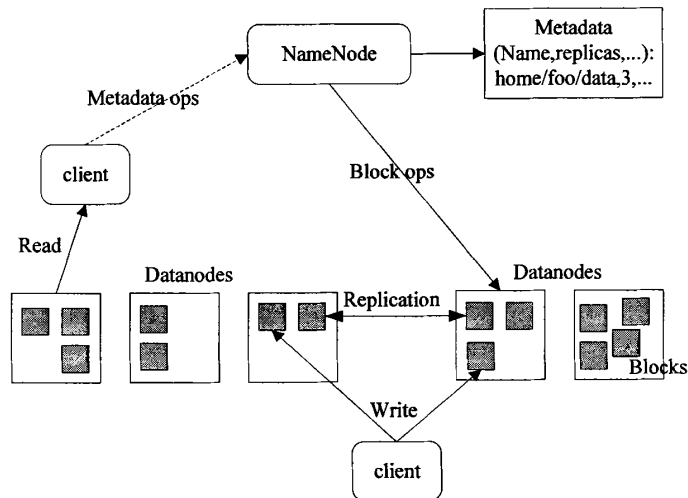 Metadata
(Name,replicas,...):
home/foo/data,3,...
NameNode
Metadata ops
client
Block ops
Read
Datanodes
Datanodes
Replication
Blocks
Write
client